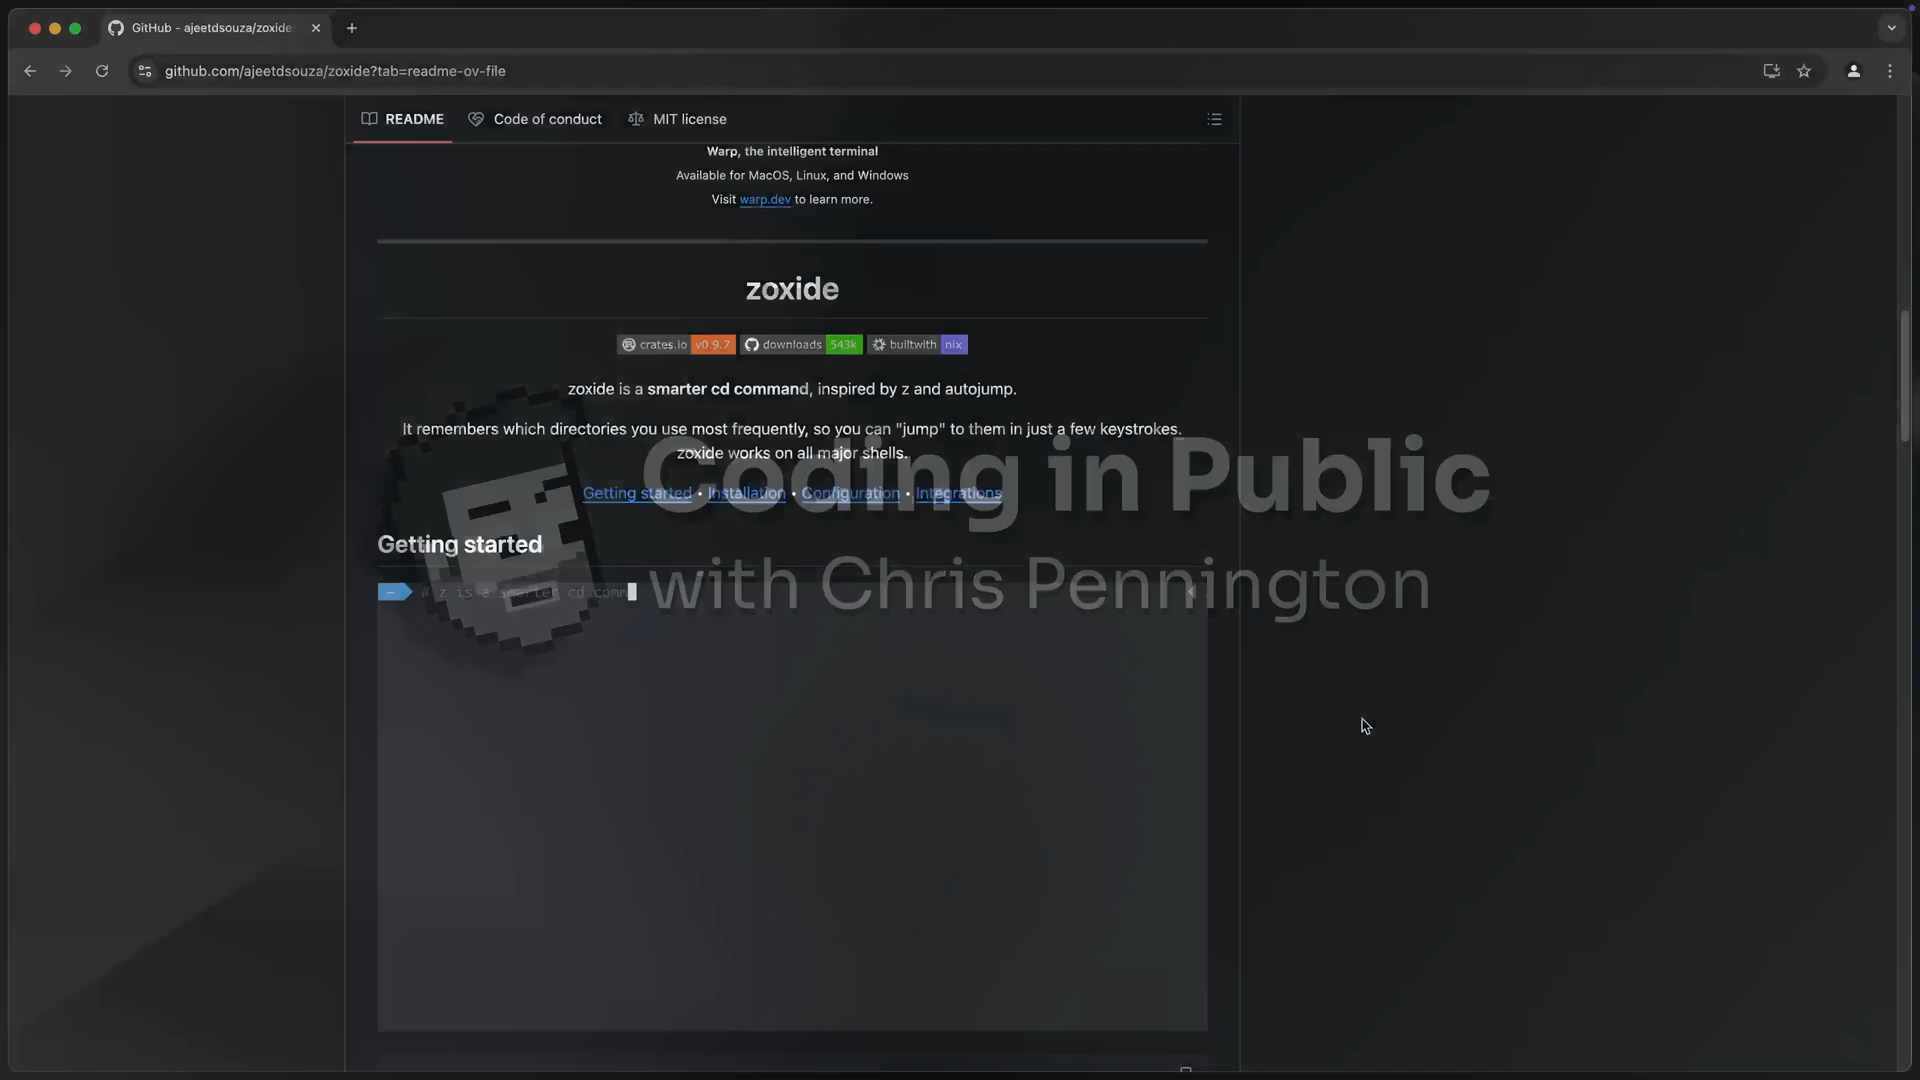 GitHub - ajeetdsouza/zoxide:
github.com/ajeetdsouza/zoxide?tab=readme-ov-file
README
Code of conduct
MIT license
Warp, the intelligent terminal
Available for MacOS, Linux, and Windows
Visit warp.dev to learn more.
zoxide
crates.io v0.9.7 downloads 543k builtwith nix
zoxide is a smarter cd command, inspired by z and autojump.
It remembers which directories you use most frequently, so you can "jump" to them in just a few keystrokes.
zoxide works on all major shells.
Getting started • Installation • Configuration • Integrations
Coding in Public
with Chris Pennington
Getting started
~ # z is a smarter cd comm